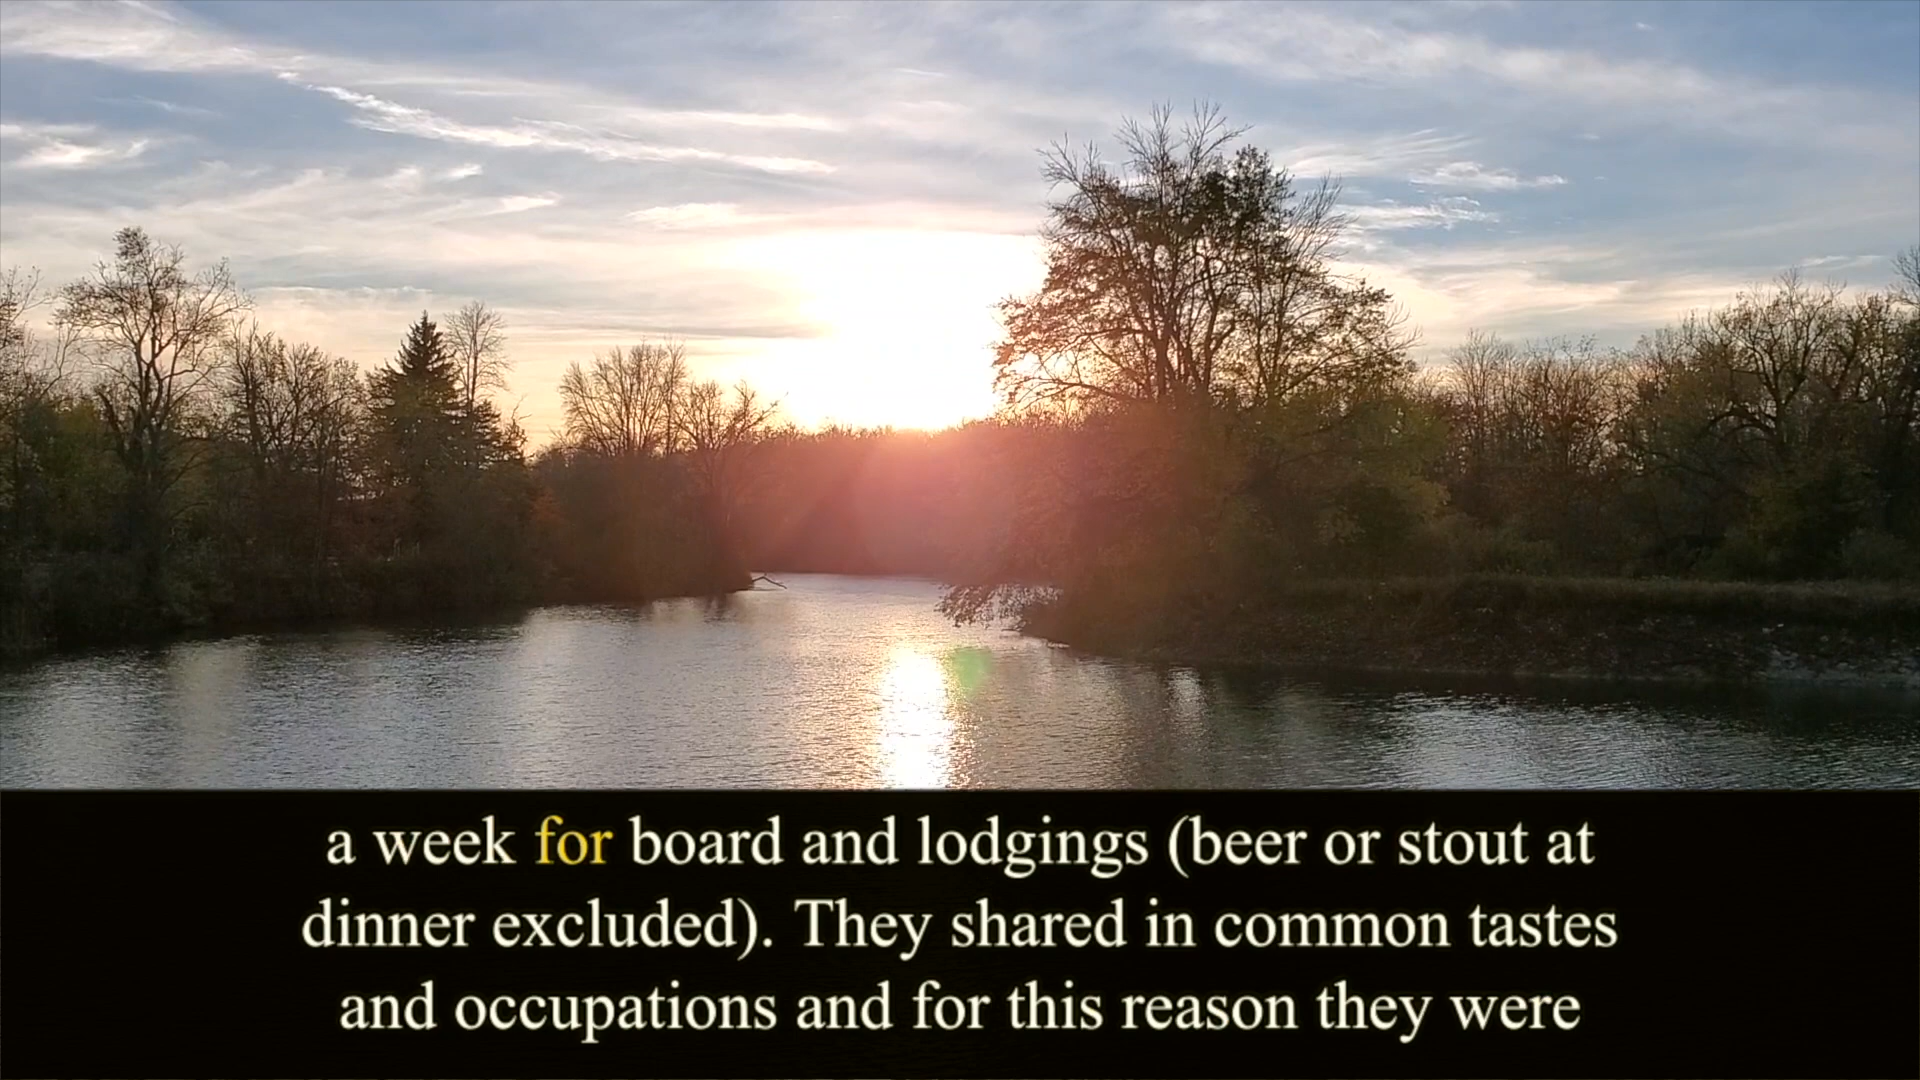 a week for board and lodgings (beer or stout at
dinner excluded). They shared in common tastes
and occupations and for this reason they were